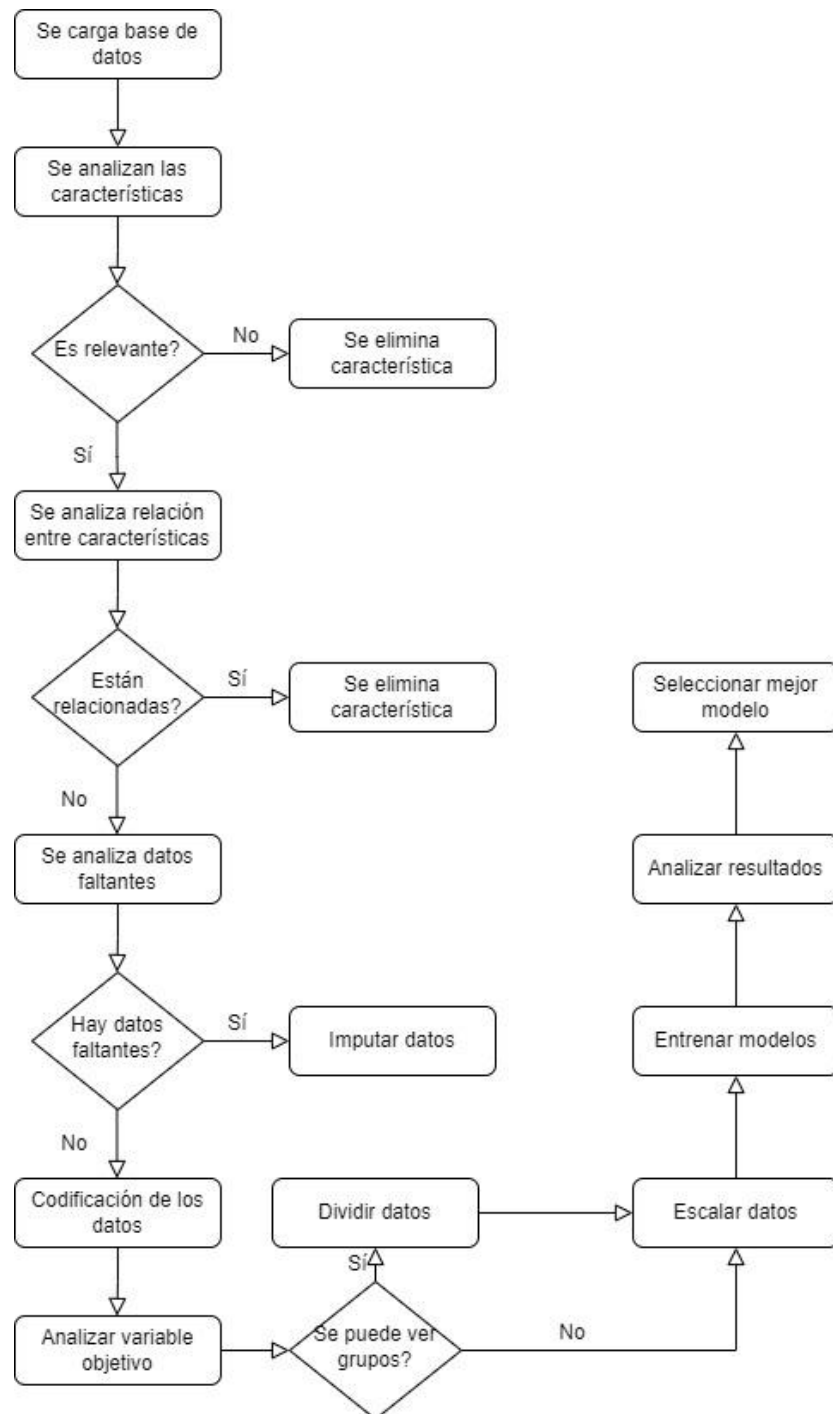 Se carga base de
datos
Se analizan las
característícas
Es relevante?
No
Se elimina
característica
Sí
Se analiza relación
entre característícas
Están
relacionadas?
Sí
Se elimina
característica
Seleccionar mejor
modelo
No
Se analiza datos
faltantes
Analizar resultados
Hay datos
faltantes?
Sí
Imputar datos
Entrenar modelos
No
Codificación de los
datos
Dividir datos
Escalar datos
Sí
Analizar variable
objetivo
Se puede ver
grupos?
No